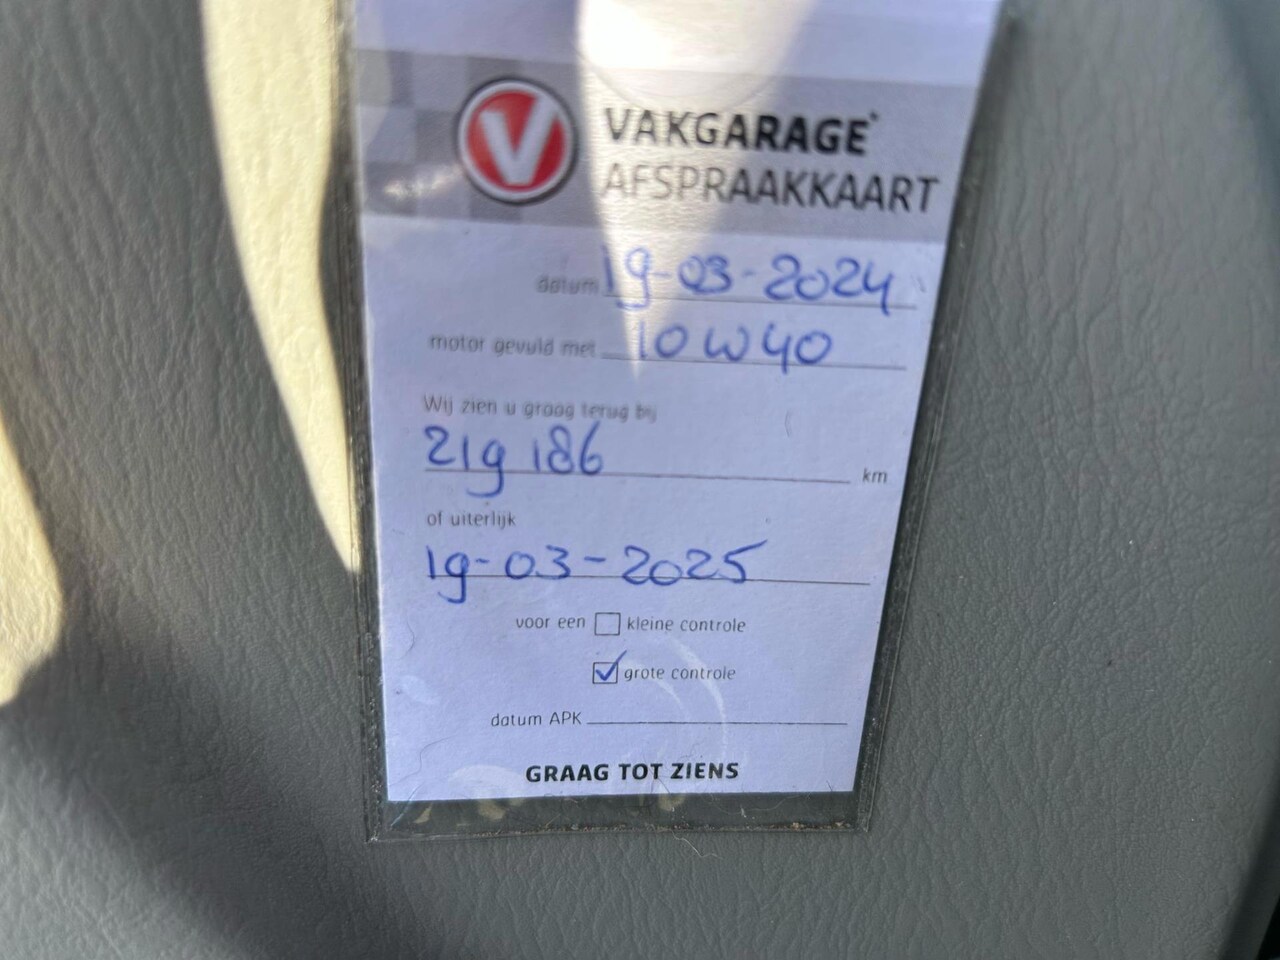 V
VAKGARAGE
AFSPRAAKKAART
datum 19-03-2024
motor gevuld met 10W40
Wij zien u graag terug bij
219 186 km
of uiterlijk
19-03-2025
voor een kleine controle
grote controle
datum APK
GRAAG TOT ZIENS